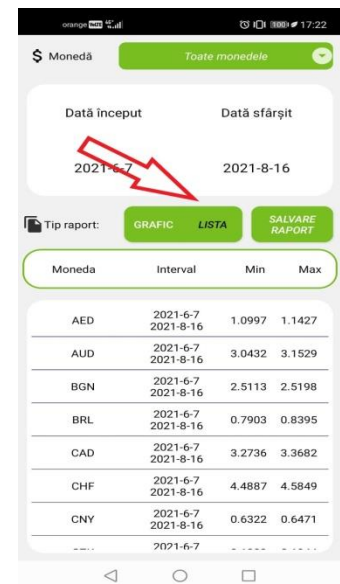 orange 17:22
$ Monedă Toate monedele
Dată început Dată sfârșit
2021-6-7 2021-8-16
Tip raport: GRAFIC LISTA SALVARE RAPORT
Moneda Interval Min Max
AED 2021-6-7 2021-8-16 1.0997 1.1427
AUD 2021-6-7 2021-8-16 3.0432 3.1529
BGN 2021-6-7 2021-8-16 2.5113 2.5198
BRL 2021-6-7 2021-8-16 0.7903 0.8395
CAD 2021-6-7 2021-8-16 3.2736 3.3682
CHF 2021-6-7 2021-8-16 4.4887 4.5849
CNY 2021-6-7 2021-8-16 0.6322 0.6471
2021-6-7